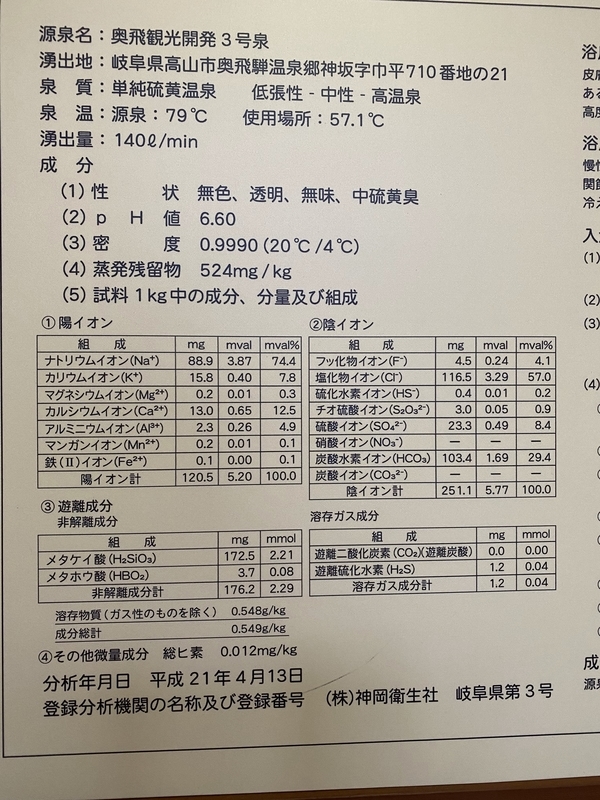 源泉名：奥飛観光開発3号泉
湧出地：岐阜県高山市奥飛騨温泉郷神坂字巾平710番地の21
泉　質：単純硫黄温泉　低張性‐中性‐高温泉
泉　温：源泉：79℃　使用場所：57.1℃
湧出量：140ℓ/min
成　分
(1) 性　状　無色、透明、無味、中硫黄臭
(2) p H 値　6.60
(3) 密　度　0.9990 (20℃/4℃)
(4) 蒸発残留物　524mg/kg
(5) 試料1kg中の成分、分量及び組成
①陽イオン
組　成　mg　mval　mval%
ナトリウムイオン(Na⁺)　88.9　3.87　74.4
カリウムイオン(K⁺)　15.8　0.40　7.8
マグネシウムイオン(Mg²⁺)　0.2　0.01　0.3
カルシウムイオン(Ca²⁺)　13.0　0.65　12.5
アルミニウムイオン(Al³⁺)　2.3　0.26　4.9
マンガンイオン(Mn²⁺)　0.2　0.01　0.1
鉄(Ⅱ)イオン(Fe²⁺)　0.1　0.00　0.1
陽イオン計　120.5　5.20　100.0
②陰イオン
組　成　mg　mval　mval%
フッ化物イオン(F⁻)　4.5　0.24　4.1
塩化物イオン(Cl⁻)　116.5　3.29　57.0
硫化水素イオン(HS⁻)　0.4　0.01　0.2
チオ硫酸イオン(S₂O₃²⁻)　3.0　0.05　0.9
硫酸イオン(SO₄²⁻)　23.3　0.49　8.4
硝酸イオン(NO₃⁻)　―　―　―
炭酸水素イオン(HCO₃)　103.4　1.69　29.4
炭酸イオン(CO₃²⁻)　―　―　―
陰イオン計　251.1　5.77　100.0
③遊離成分
非解離成分
組　成　mg　mmol
メタケイ酸(H₂SiO₃)　172.5　2.21
メタホウ酸(HBO₂)　3.7　0.08
非解離成分計　176.2　2.29
溶存ガス成分
組　成　mg　mmol
遊離二酸化炭素(CO₂)(遊離炭酸)　0.0　0.00
遊離硫化水素(H₂S)　1.2　0.04
溶存ガス成分計　1.2　0.04
溶存物質(ガス性のものを除く)　0.548g/kg
成分総計　0.549g/kg
④その他微量成分　総ヒ素　0.012mg/kg
分析年月日　平成21年4月13日
登録分析機関の名称及び登録番号　(株)神岡衛生社　岐阜県第3号